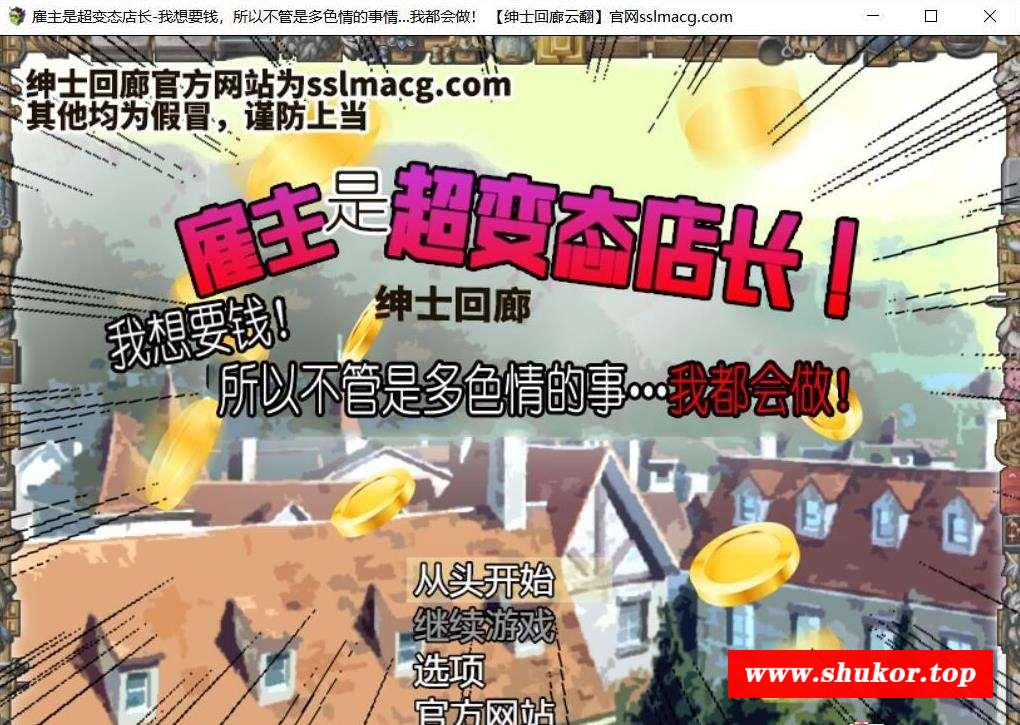 雇主是超变态店长-我想要钱，所以不管是多色情的事情...我都会做！ 【绅士回廊云翻】官网sslmacg.com
绅士回廊官方网站为sslmacg.com
其他均为假冒，谨防上当
雇主是超变态店长！
绅士回廊
我想要钱！
所以不管是多色情的事…我都会做！
从头开始
继续游戏
选项
官方网站
www.shukor.top